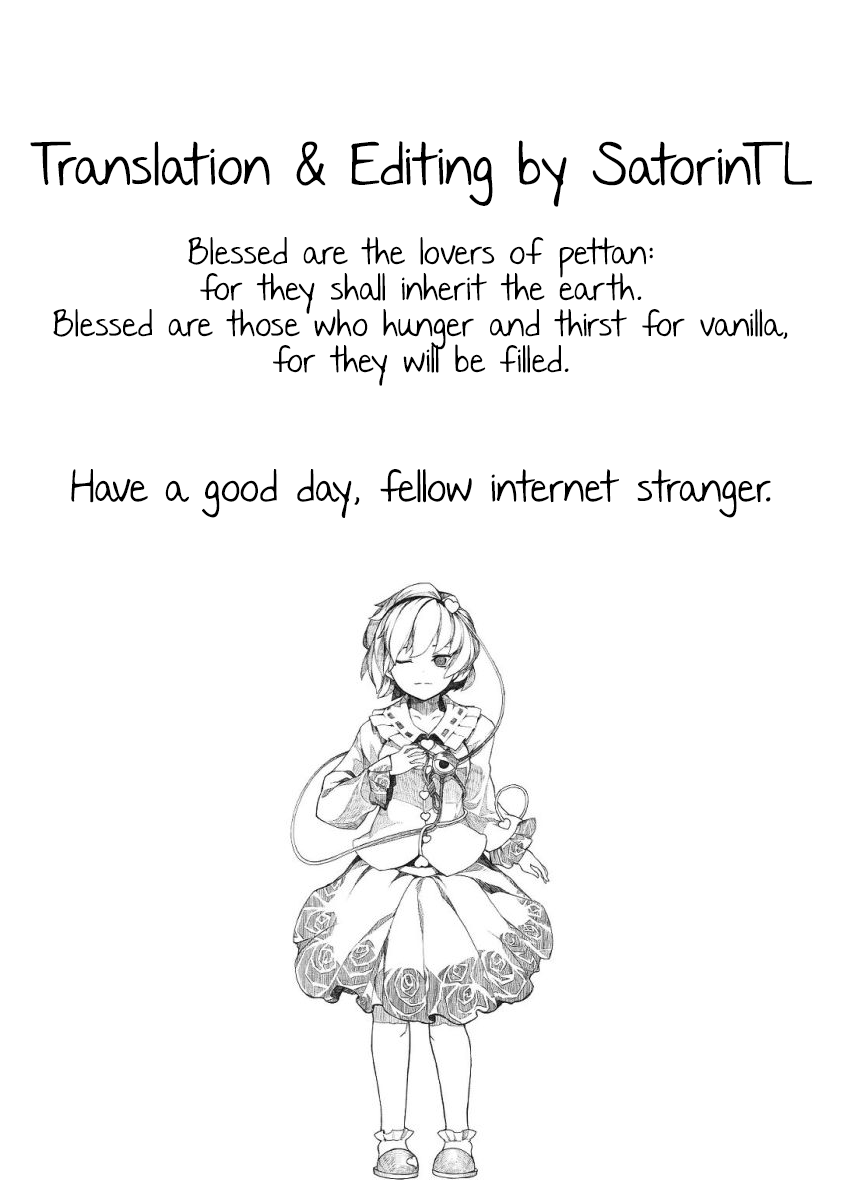 Translation & Editing by SatorinTL
Blessed are the lovers of pettan:
for they shall inherit the earth.
Blessed are those who hunger and thirst for vanilla,
for they will be filled.
Have a good day, fellow internet stranger.